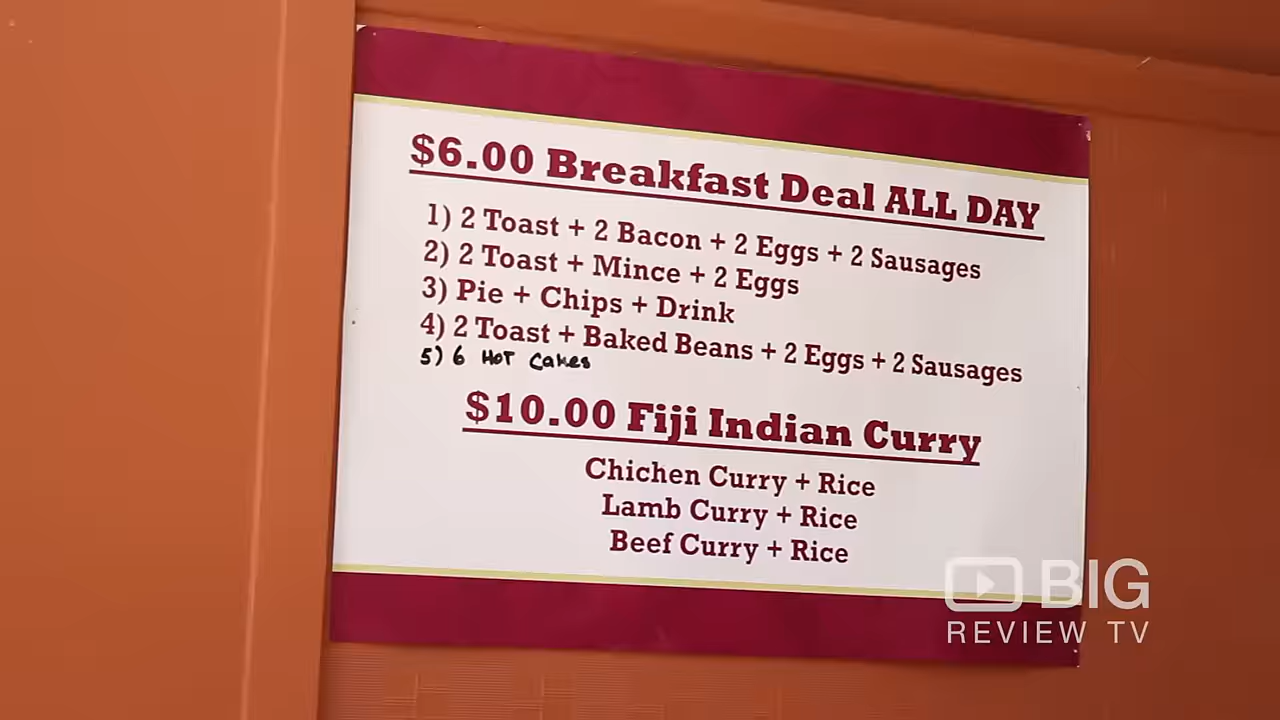 $6.00 Breakfast Deal ALL DAY
1) 2 Toast + 2 Bacon + 2 Eggs + 2 Sausages
2) 2 Toast + Mince + 2 Eggs
3) Pie + Chips + Drink
4) 2 Toast + Baked Beans + 2 Eggs + 2 Sausages
5) 6 HOT CaKes
$10.00 Fiji Indian Curry
Chichen Curry + Rice
Lamb Curry + Rice
Beef Curry + Rice
BIG
REVIEW TV